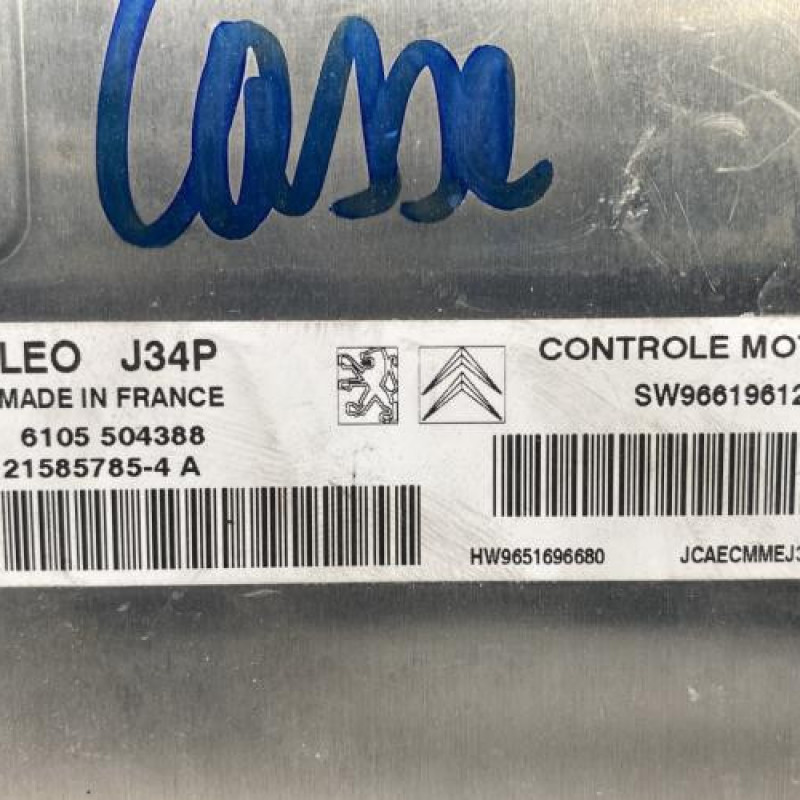 Casse
LEO J34P
MADE IN FRANCE
6105 504388
21585785-4 A
CONTROLE MOT
SW96619612
HW9651696680
JCAECMMEJ3